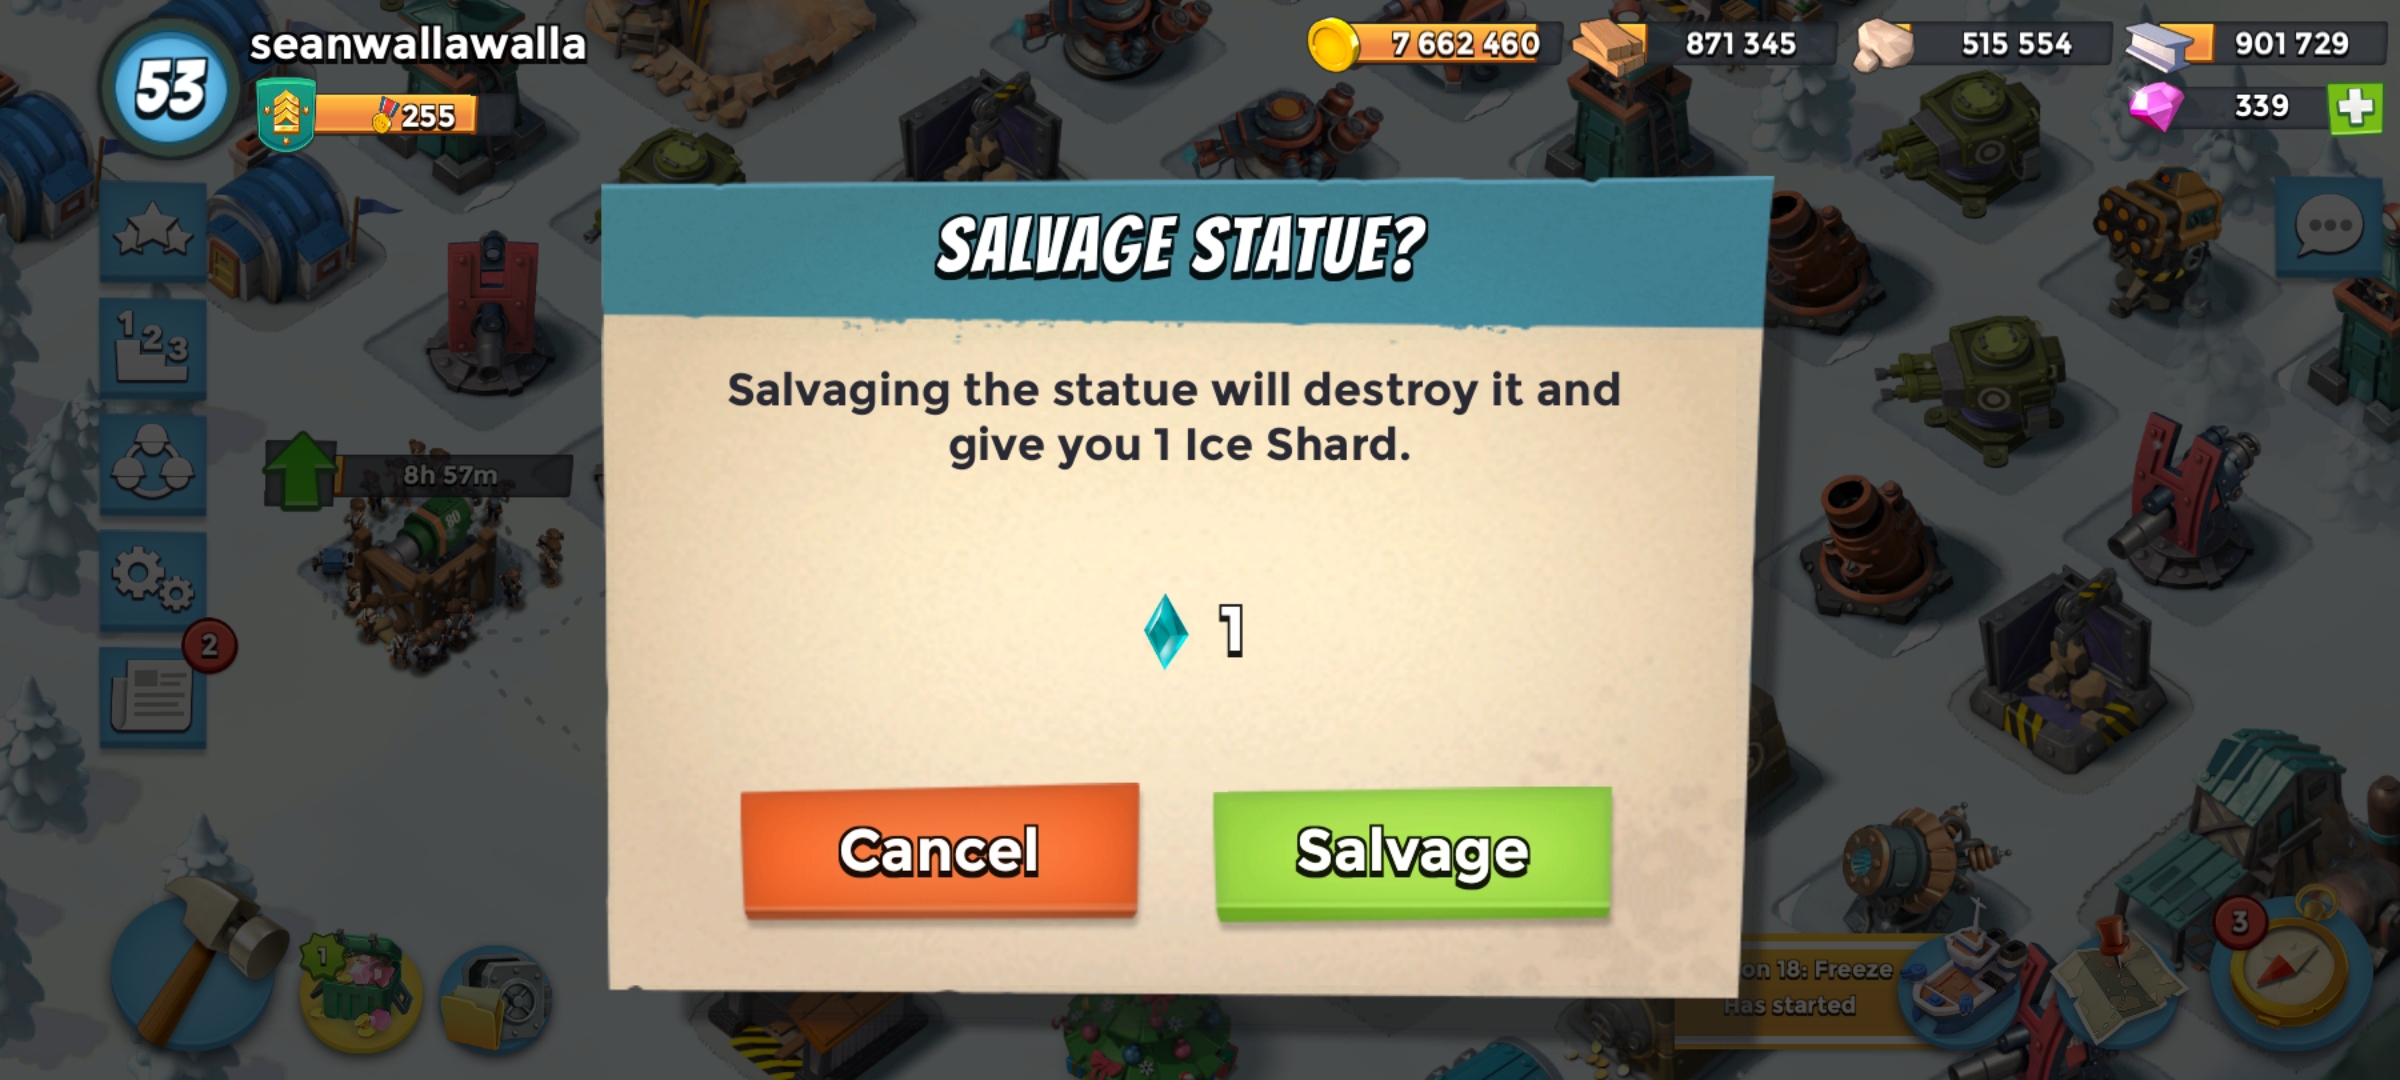 53
seanwallawalla
255
7 662 460
871 345
515 554
901 729
339
SALVAGE STATUE?
Salvaging the statue will destroy it and
give you 1 Ice Shard.
1
Cancel
Salvage
1 2 3
8h 57m
80
2
1
on 18: Freeze
Has started
3